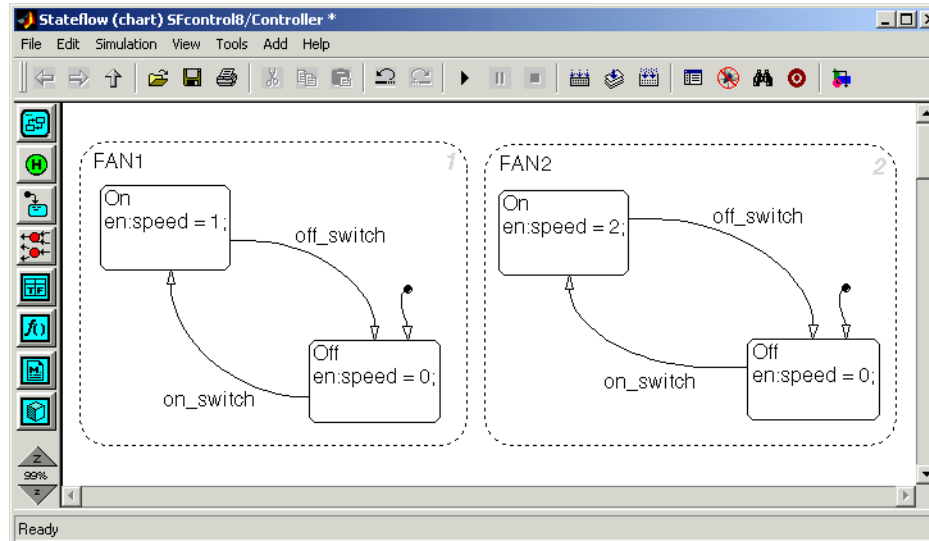 Stateflow (chart) SFcontrol8/Controller *
File Edit Simulation View Tools Add Help
FAN1
1
On
en:speed = 1;
off_switch
Off
en:speed = 0;
on_switch
FAN2
2
On
en:speed = 2;
off_switch
Off
en:speed = 0;
on_switch
H
TF
f()
M
Z
99%
z
Ready